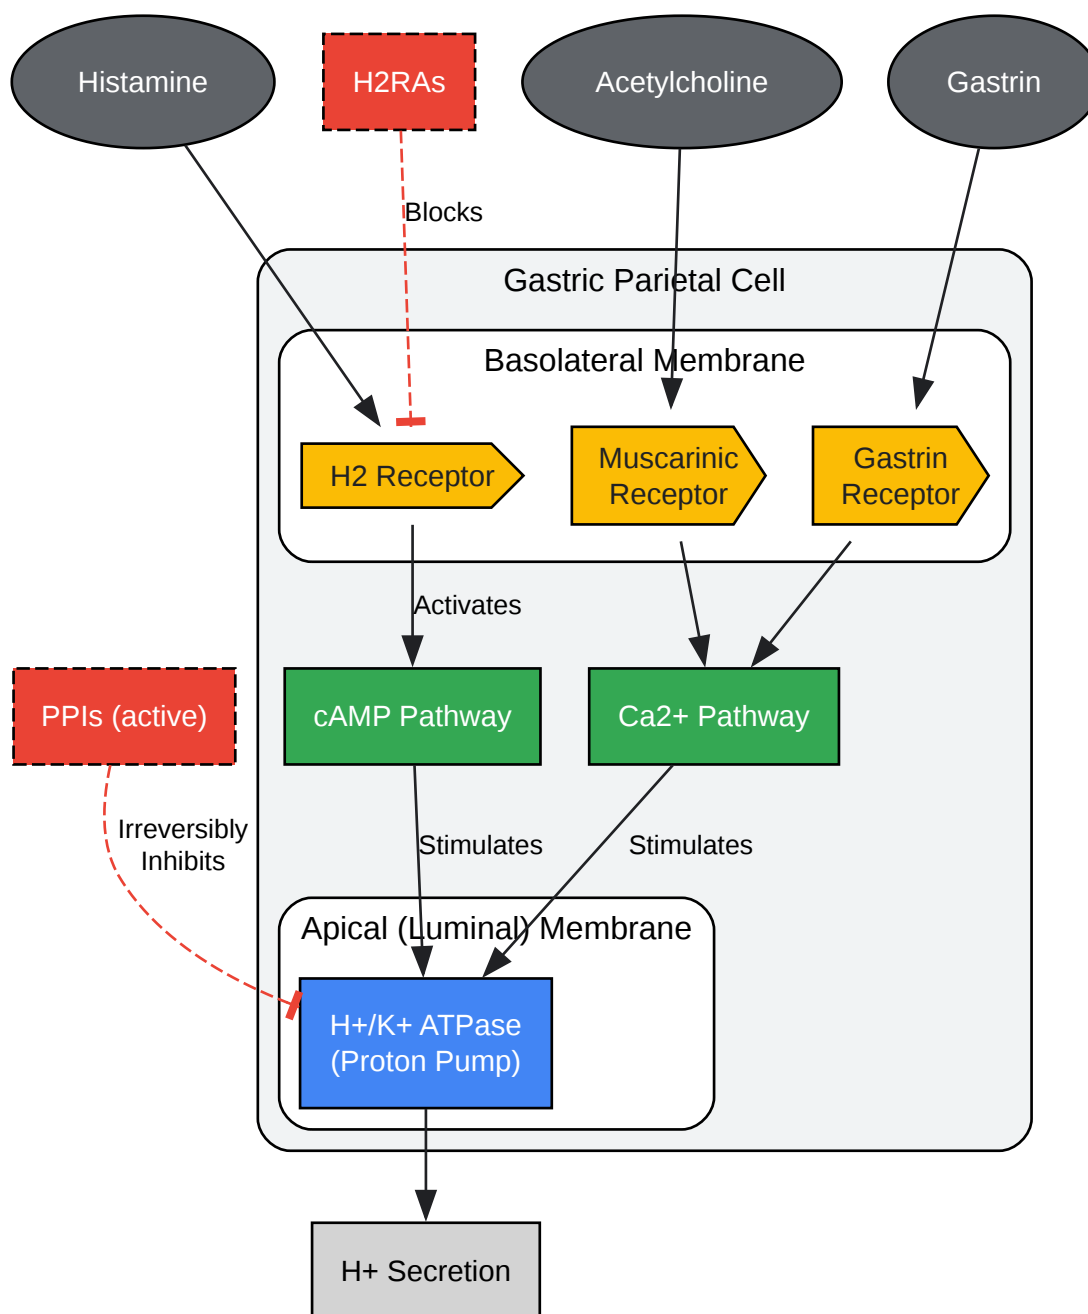 Histamine
H2RAs
Acetylcholine
Gastrin
Blocks
Gastric Parietal Cell
Basolateral Membrane
H2 Receptor
Muscarinic
Receptor
Gastrin
Receptor
Activates
PPIs (active)
cAMP Pathway
Ca2+ Pathway
Irreversibly
Inhibits
Stimulates
Stimulates
Apical (Luminal) Membrane
H+/K+ ATPase
(Proton Pump)
H+ Secretion